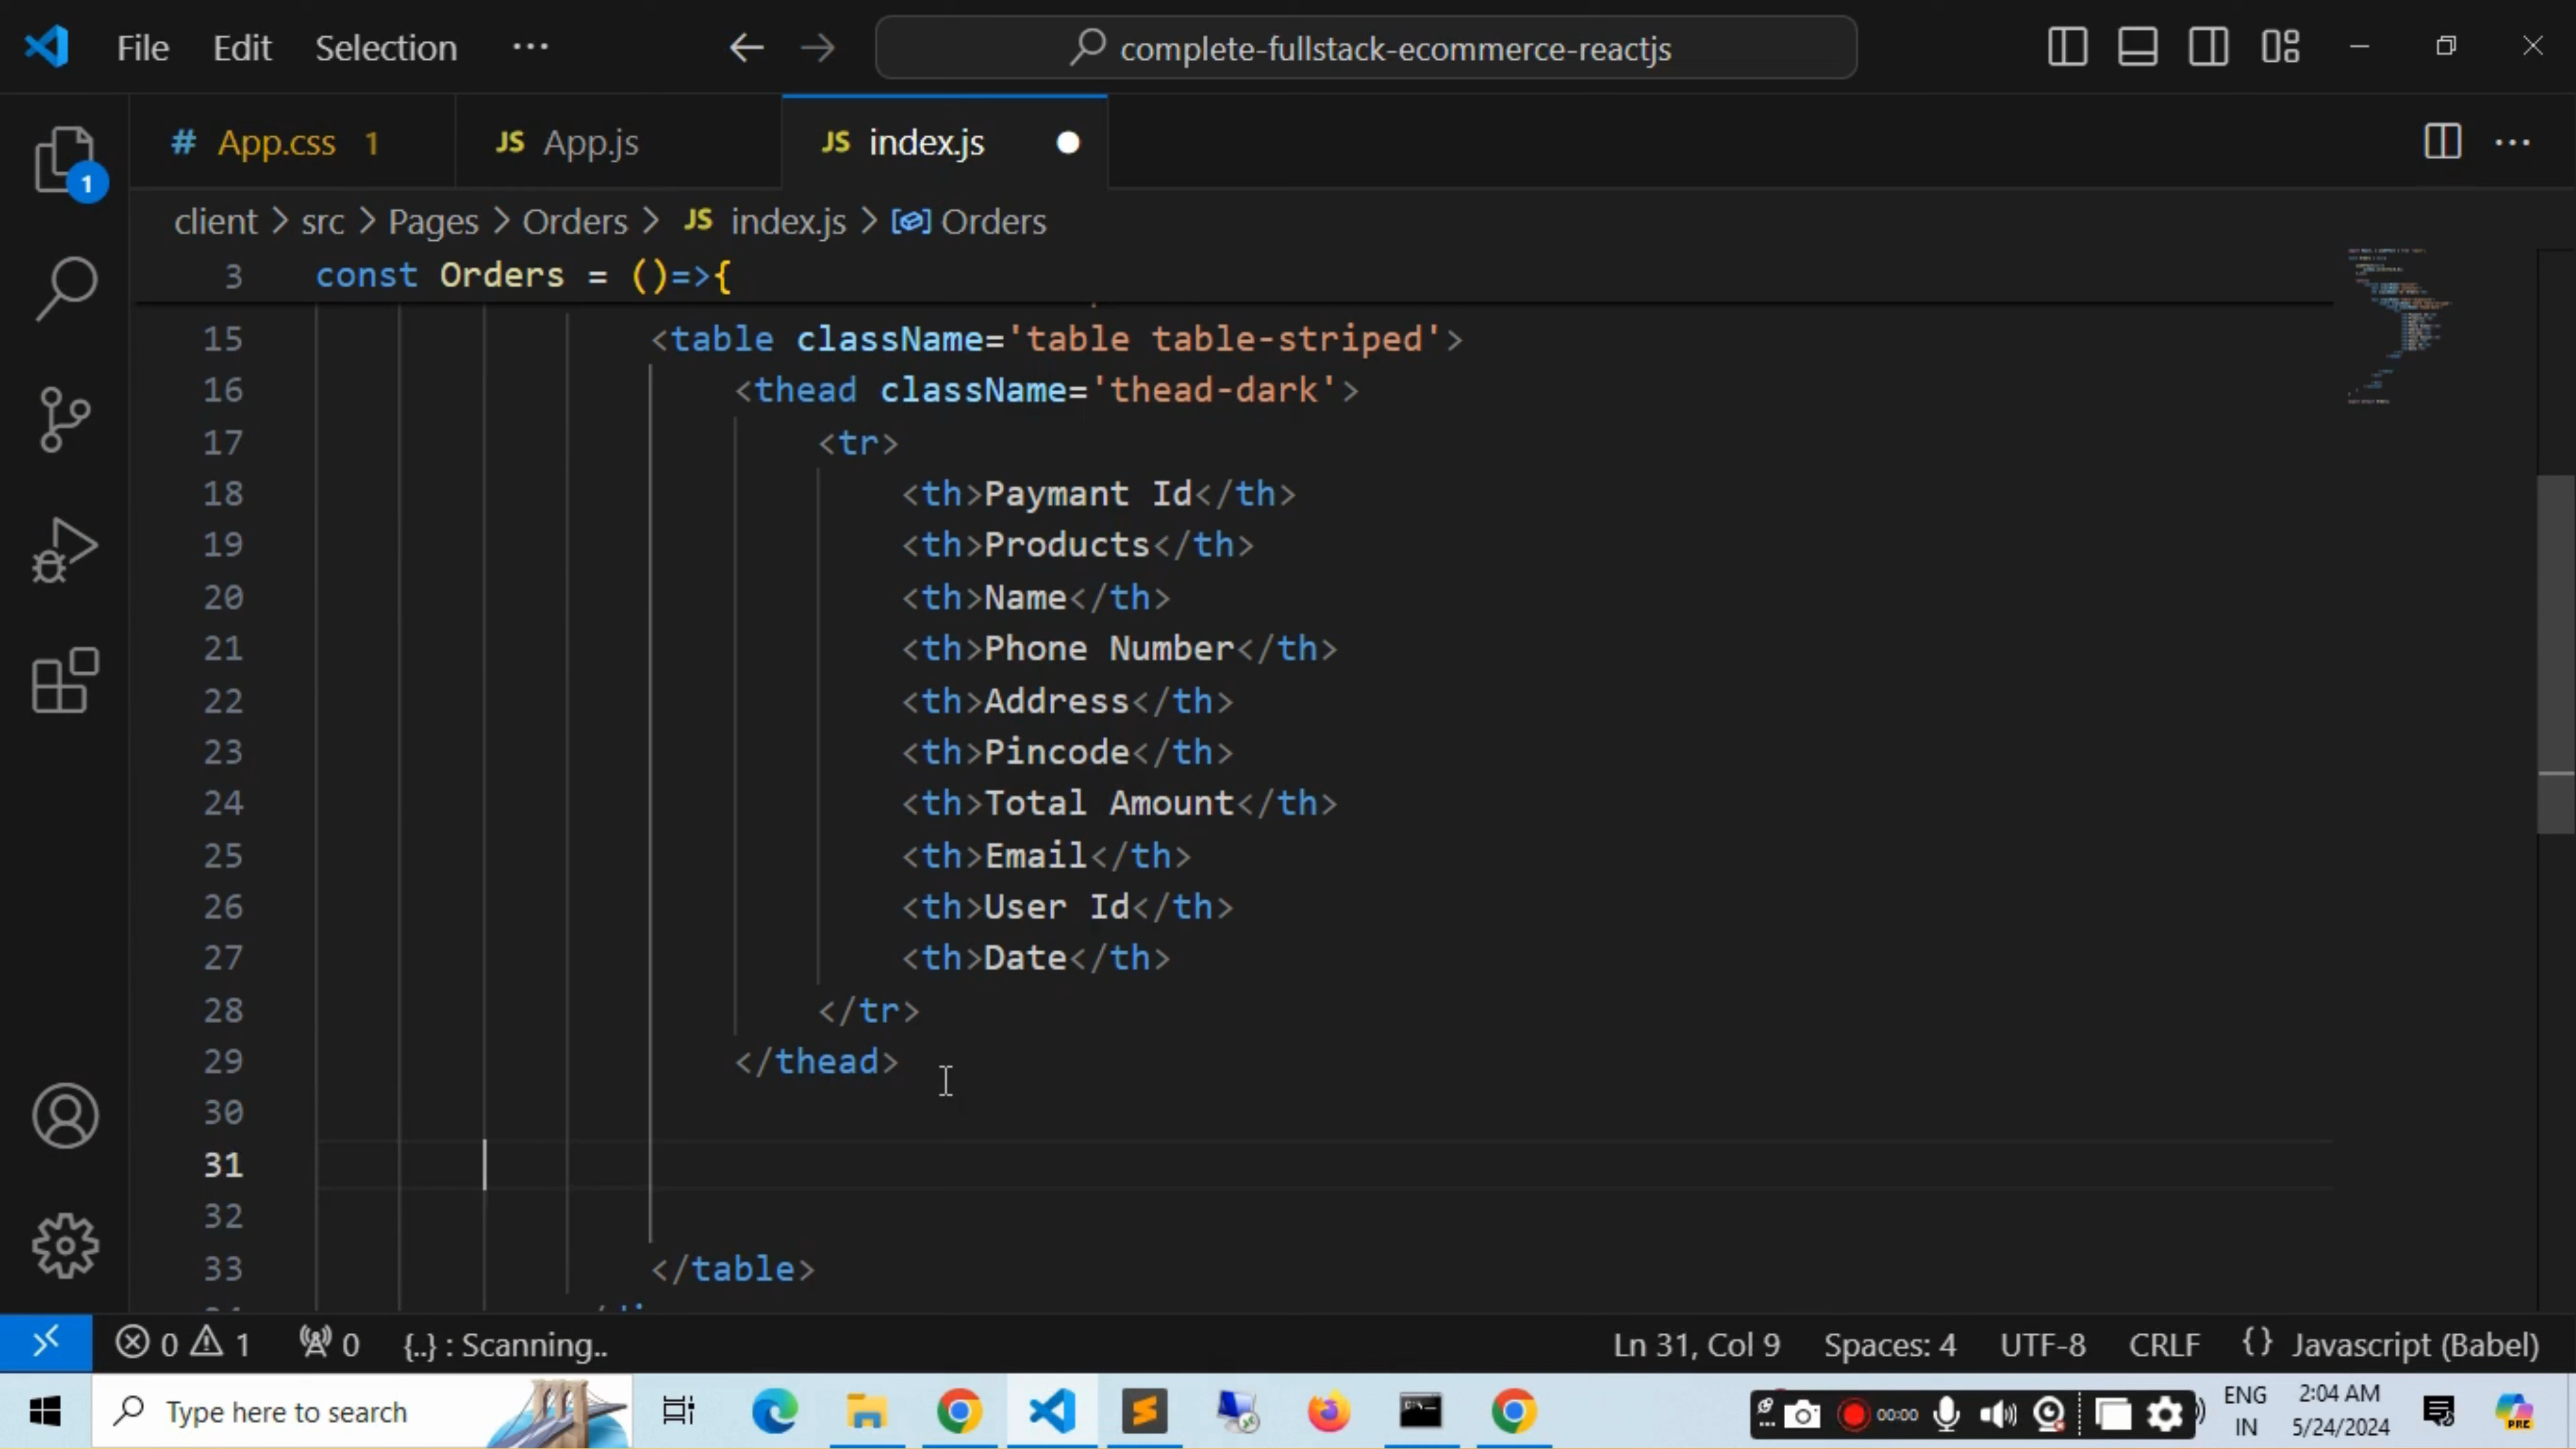 File Edit Selection ··· complete-fullstack-ecommerce-reactjs
# App.css 1 JS App.js JS index.js
1
client > src > Pages > Orders > JS index.js > Orders
3 const Orders = ()=>{
15 <table className='table table-striped'>
16 <thead className='thead-dark'>
17 <tr>
18 <th>Paymant Id</th>
19 <th>Products</th>
20 <th>Name</th>
21 <th>Phone Number</th>
22 <th>Address</th>
23 <th>Pincode</th>
24 <th>Total Amount</th>
25 <th>Email</th>
26 <th>User Id</th>
27 <th>Date</th>
28 </tr>
29 </thead>
30
31
32
33 </table>
0 1 0 {..} : Scanning.. Ln 31, Col 9 Spaces: 4 UTF-8 CRLF {} Javascript (Babel)
Type here to search 00:00 ENG 2:04 AM
IN 5/24/2024 PRE